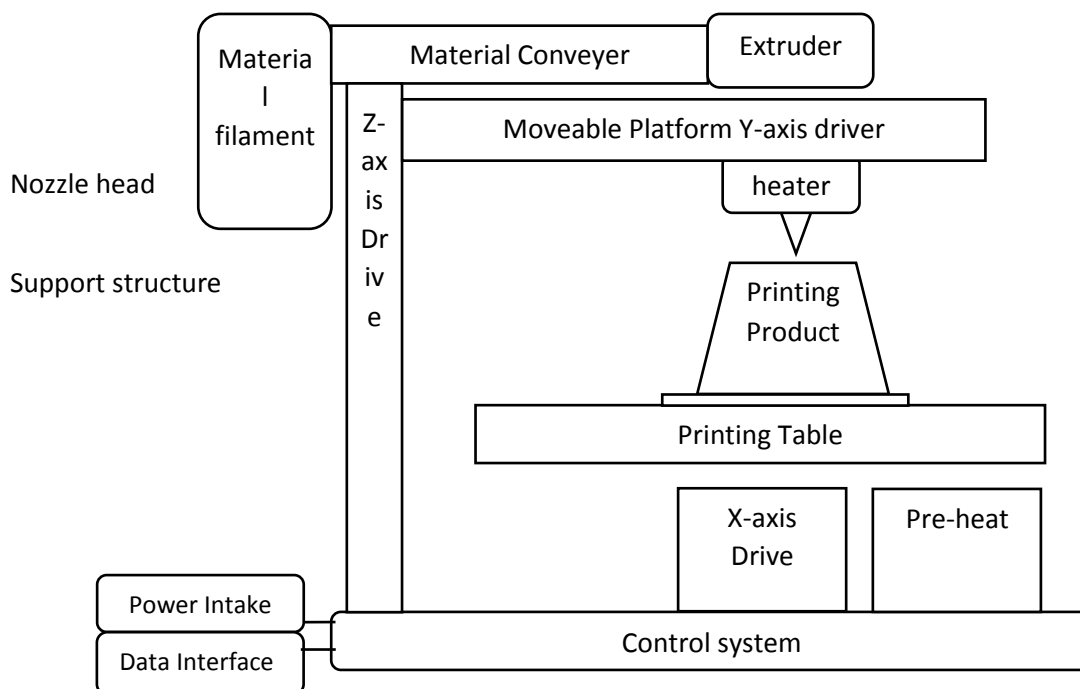 Materia
l
filament
Material Conveyer
Extruder
Z-
ax
is
Dr
iv
e
Moveable Platform Y-axis driver
Nozzle head
heater
Support structure
Printing
Product
Printing Table
X-axis
Drive
Pre-heat
Power Intake
Data Interface
Control system